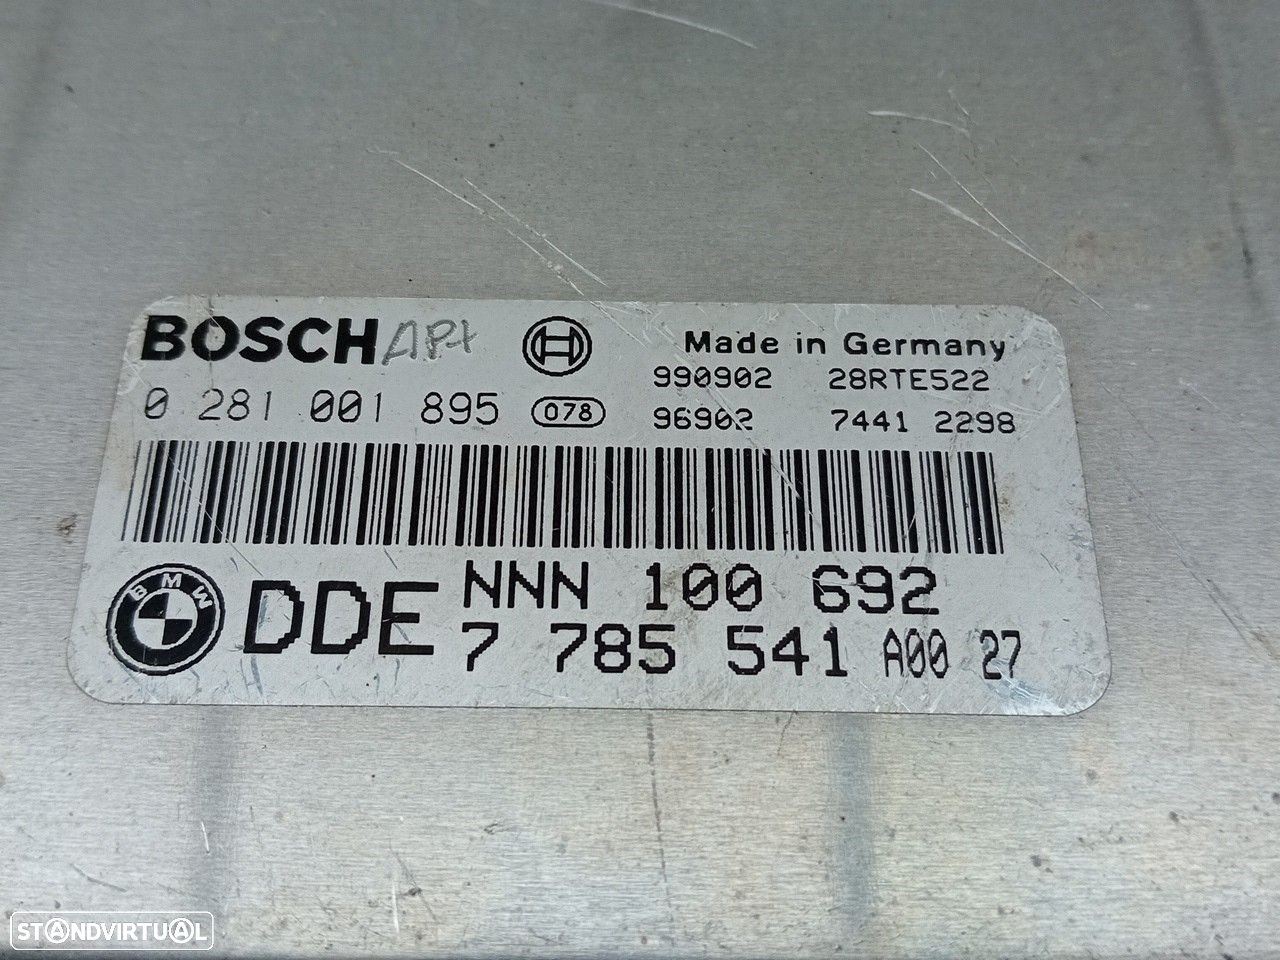 BOSCH
Made in Germany
0 281 001 895 078
990902 28RTE522
96902 7441 2298
BMW DDE NNN 100 692
7 785 541 A00 27
STANDVIRTUAL